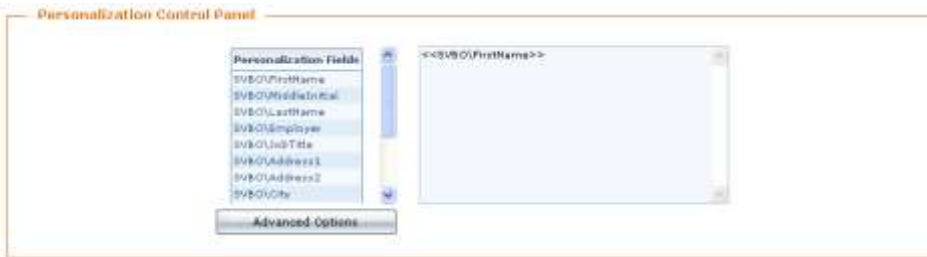 Personalization Control Panel
Personalization Fields
SVBO\FirstName
SVBO\MiddleInitial
SVBO\LastName
SVBO\Employer
SVBO\JobTitle
SVBO\Address1
SVBO\Address2
SVBO\City
Advanced Options
<<SVBO\FirstName>>